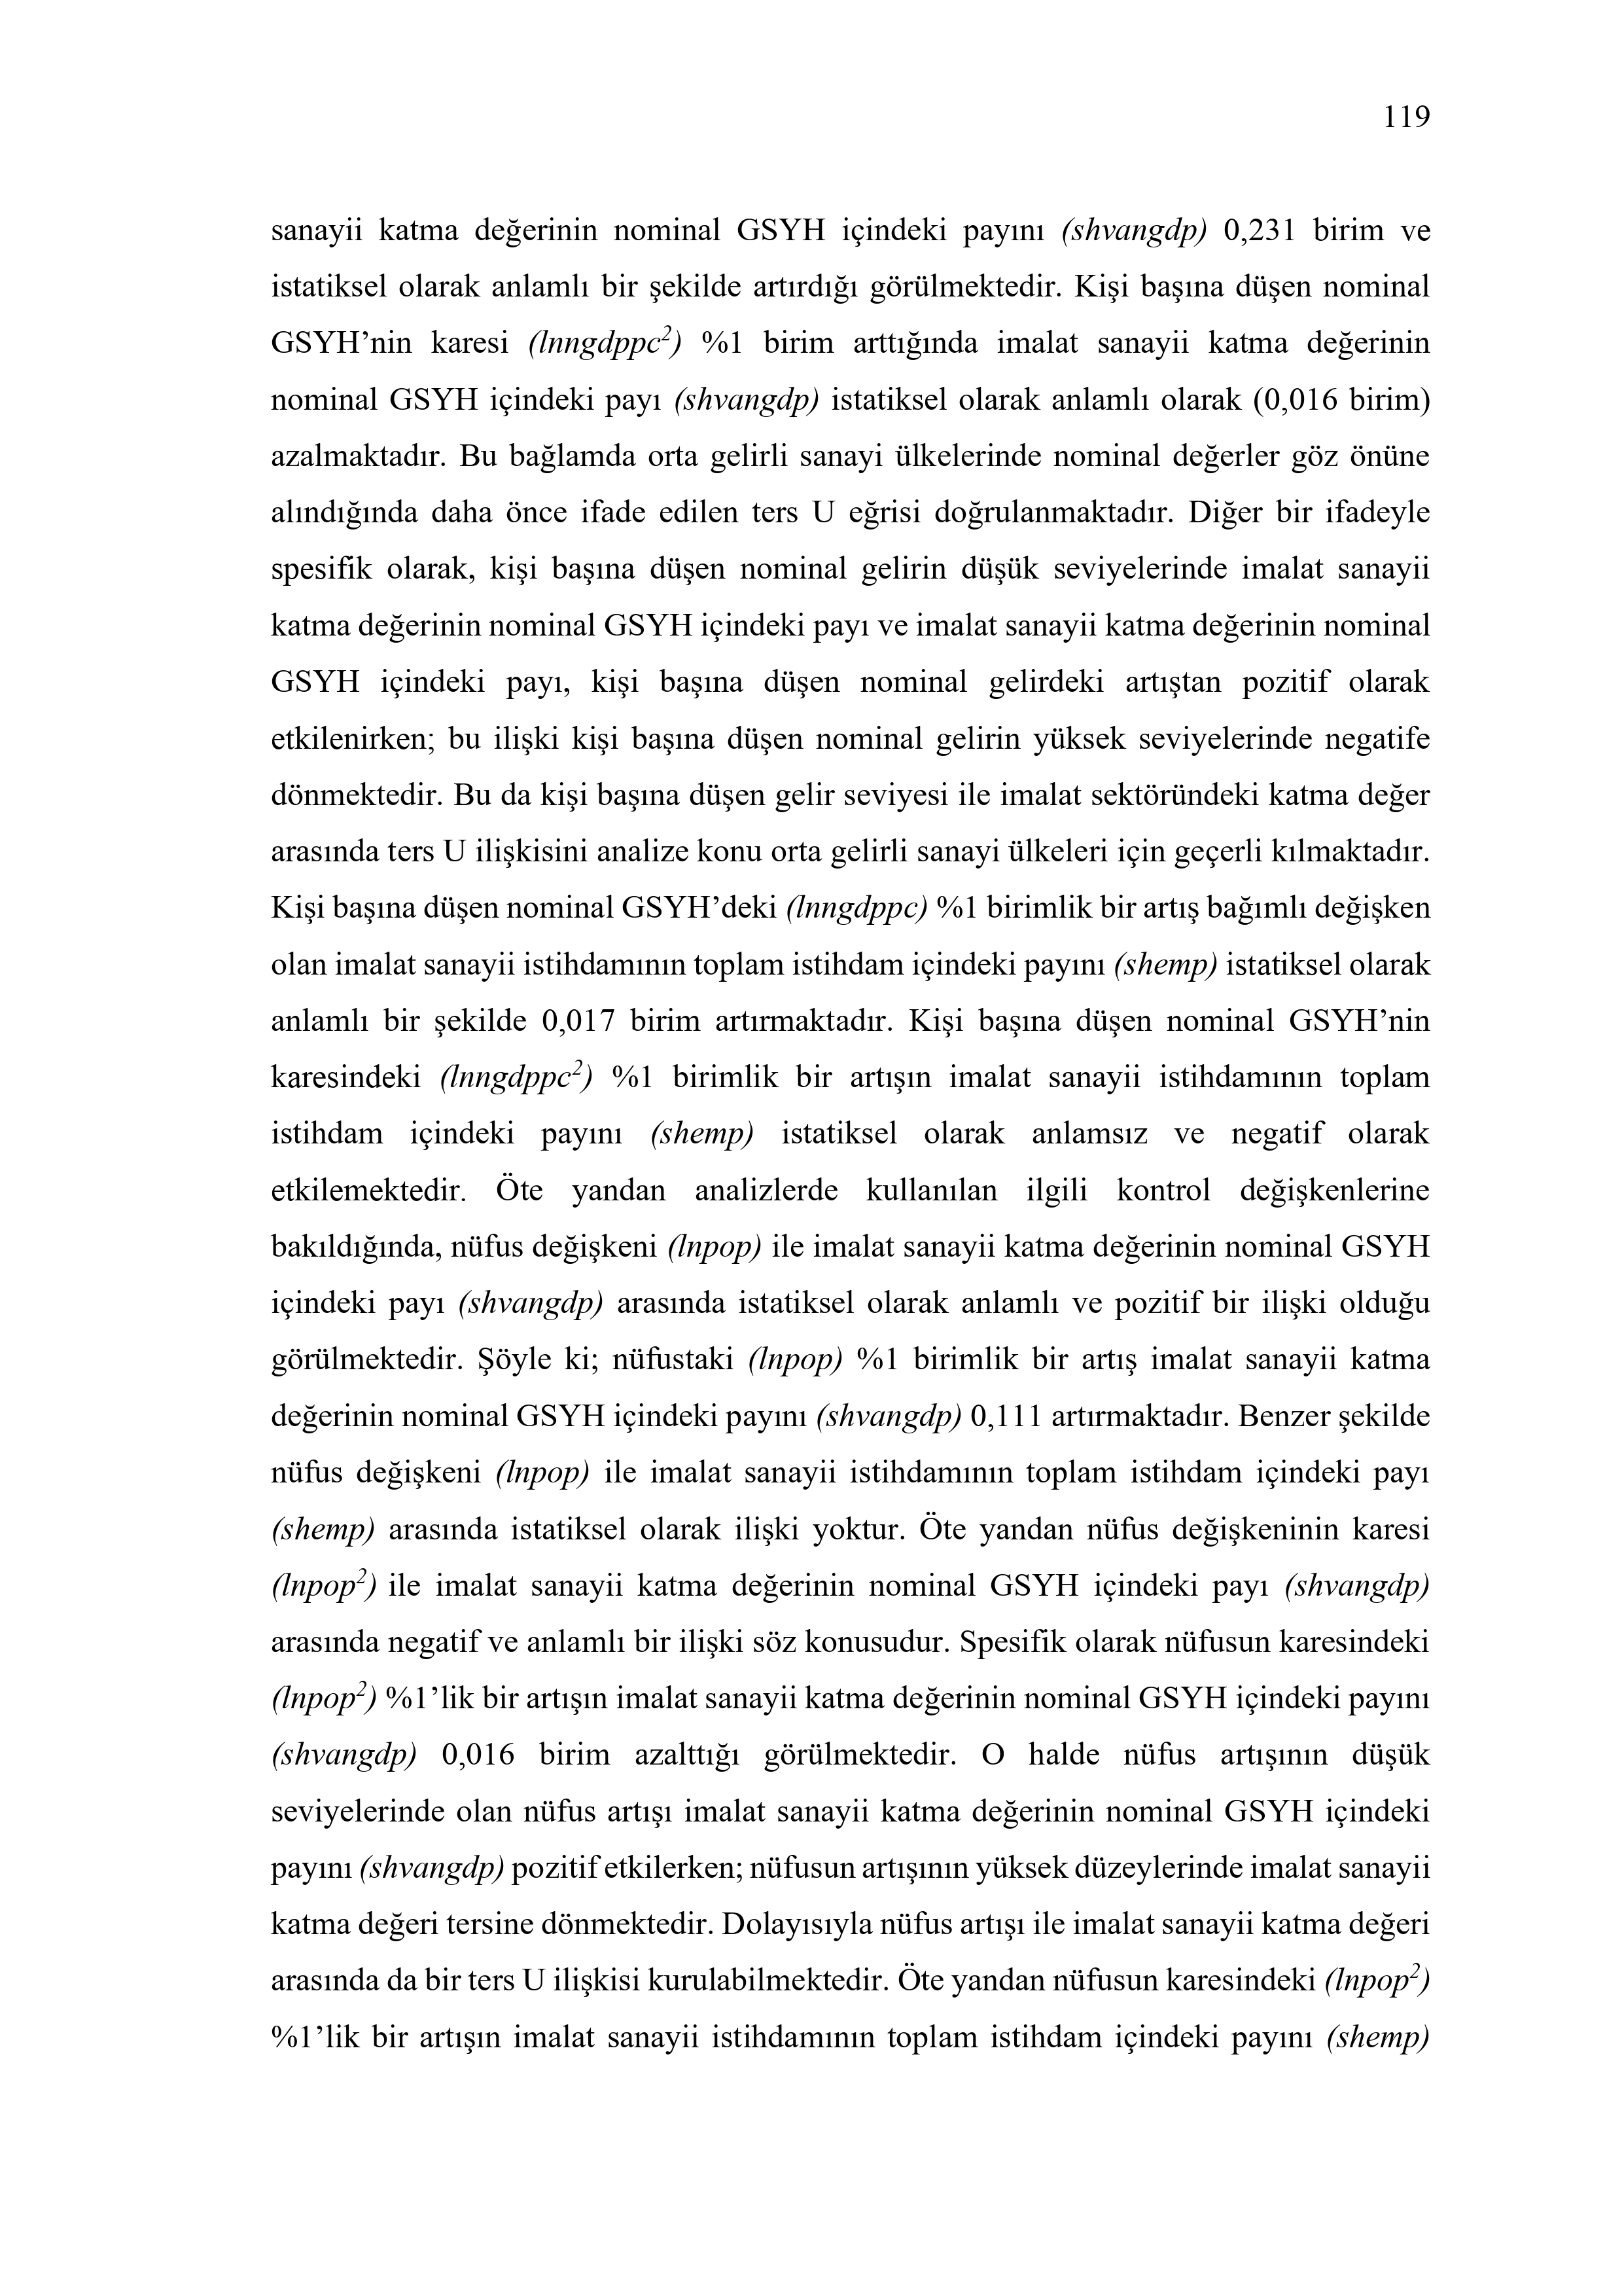 119
sanayii katma değerinin nominal GSYH içindeki payını (shvangdp) 0,231 birim ve
istatiksel olarak anlamlı bir şekilde artırdığı görülmektedir. Kişi başına düşen nominal
GSYH’nin karesi (lnngdppc²) %1 birim arttığında imalat sanayii katma değerinin
nominal GSYH içindeki payı (shvangdp) istatiksel olarak anlamlı olarak (0,016 birim)
azalmaktadır. Bu bağlamda orta gelirli sanayi ülkelerinde nominal değerler göz önüne
alındığında daha önce ifade edilen ters U eğrisi doğrulanmaktadır. Diğer bir ifadeyle
spesifik olarak, kişi başına düşen nominal gelirin düşük seviyelerinde imalat sanayii
katma değerinin nominal GSYH içindeki payı ve imalat sanayii katma değerinin nominal
GSYH içindeki payı, kişi başına düşen nominal gelirdeki artıştan pozitif olarak
etkilenirken; bu ilişki kişi başına düşen nominal gelirin yüksek seviyelerinde negatife
dönmektedir. Bu da kişi başına düşen gelir seviyesi ile imalat sektöründeki katma değer
arasında ters U ilişkisini analize konu orta gelirli sanayi ülkeleri için geçerli kılmaktadır.
Kişi başına düşen nominal GSYH’deki (lnngdppc) %1 birimlik bir artış bağımlı değişken
olan imalat sanayii istihdamının toplam istihdam içindeki payını (shemp) istatiksel olarak
anlamlı bir şekilde 0,017 birim artırmaktadır. Kişi başına düşen nominal GSYH’nin
karesindeki (lnngdppc²) %1 birimlik bir artışın imalat sanayii istihdamının toplam
istihdam içindeki payını (shemp) istatiksel olarak anlamsız ve negatif olarak
etkilemektedir. Öte yandan analizlerde kullanılan ilgili kontrol değişkenlerine
bakıldığında, nüfus değişkeni (lnpop) ile imalat sanayii katma değerinin nominal GSYH
içindeki payı (shvangdp) arasında istatiksel olarak anlamlı ve pozitif bir ilişki olduğu
görülmektedir. Şöyle ki; nüfustaki (lnpop) %1 birimlik bir artış imalat sanayii katma
değerinin nominal GSYH içindeki payını (shvangdp) 0,111 artırmaktadır. Benzer şekilde
nüfus değişkeni (lnpop) ile imalat sanayii istihdamının toplam istihdam içindeki payı
(shemp) arasında istatiksel olarak ilişki yoktur. Öte yandan nüfus değişkeninin karesi
(lnpop²) ile imalat sanayii katma değerinin nominal GSYH içindeki payı (shvangdp)
arasında negatif ve anlamlı bir ilişki söz konusudur. Spesifik olarak nüfusun karesindeki
(lnpop²) %1’lik bir artışın imalat sanayii katma değerinin nominal GSYH içindeki payını
(shvangdp) 0,016 birim azalttığı görülmektedir. O halde nüfus artışının düşük
seviyelerinde olan nüfus artışı imalat sanayii katma değerinin nominal GSYH içindeki
payını (shvangdp) pozitif etkilerken; nüfusun artışının yüksek düzeylerinde imalat sanayii
katma değeri tersine dönmektedir. Dolayısıyla nüfus artışı ile imalat sanayii katma değeri
arasında da bir ters U ilişkisi kurulabilmektedir. Öte yandan nüfusun karesindeki (lnpop²)
%1’lik bir artışın imalat sanayii istihdamının toplam istihdam içindeki payını (shemp)